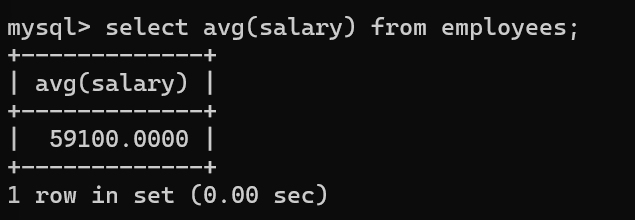 mysql> select avg(salary) from employees;
+-------------+
| avg(salary) |
+-------------+
|  59100.0000 |
+-------------+
1 row in set (0.00 sec)